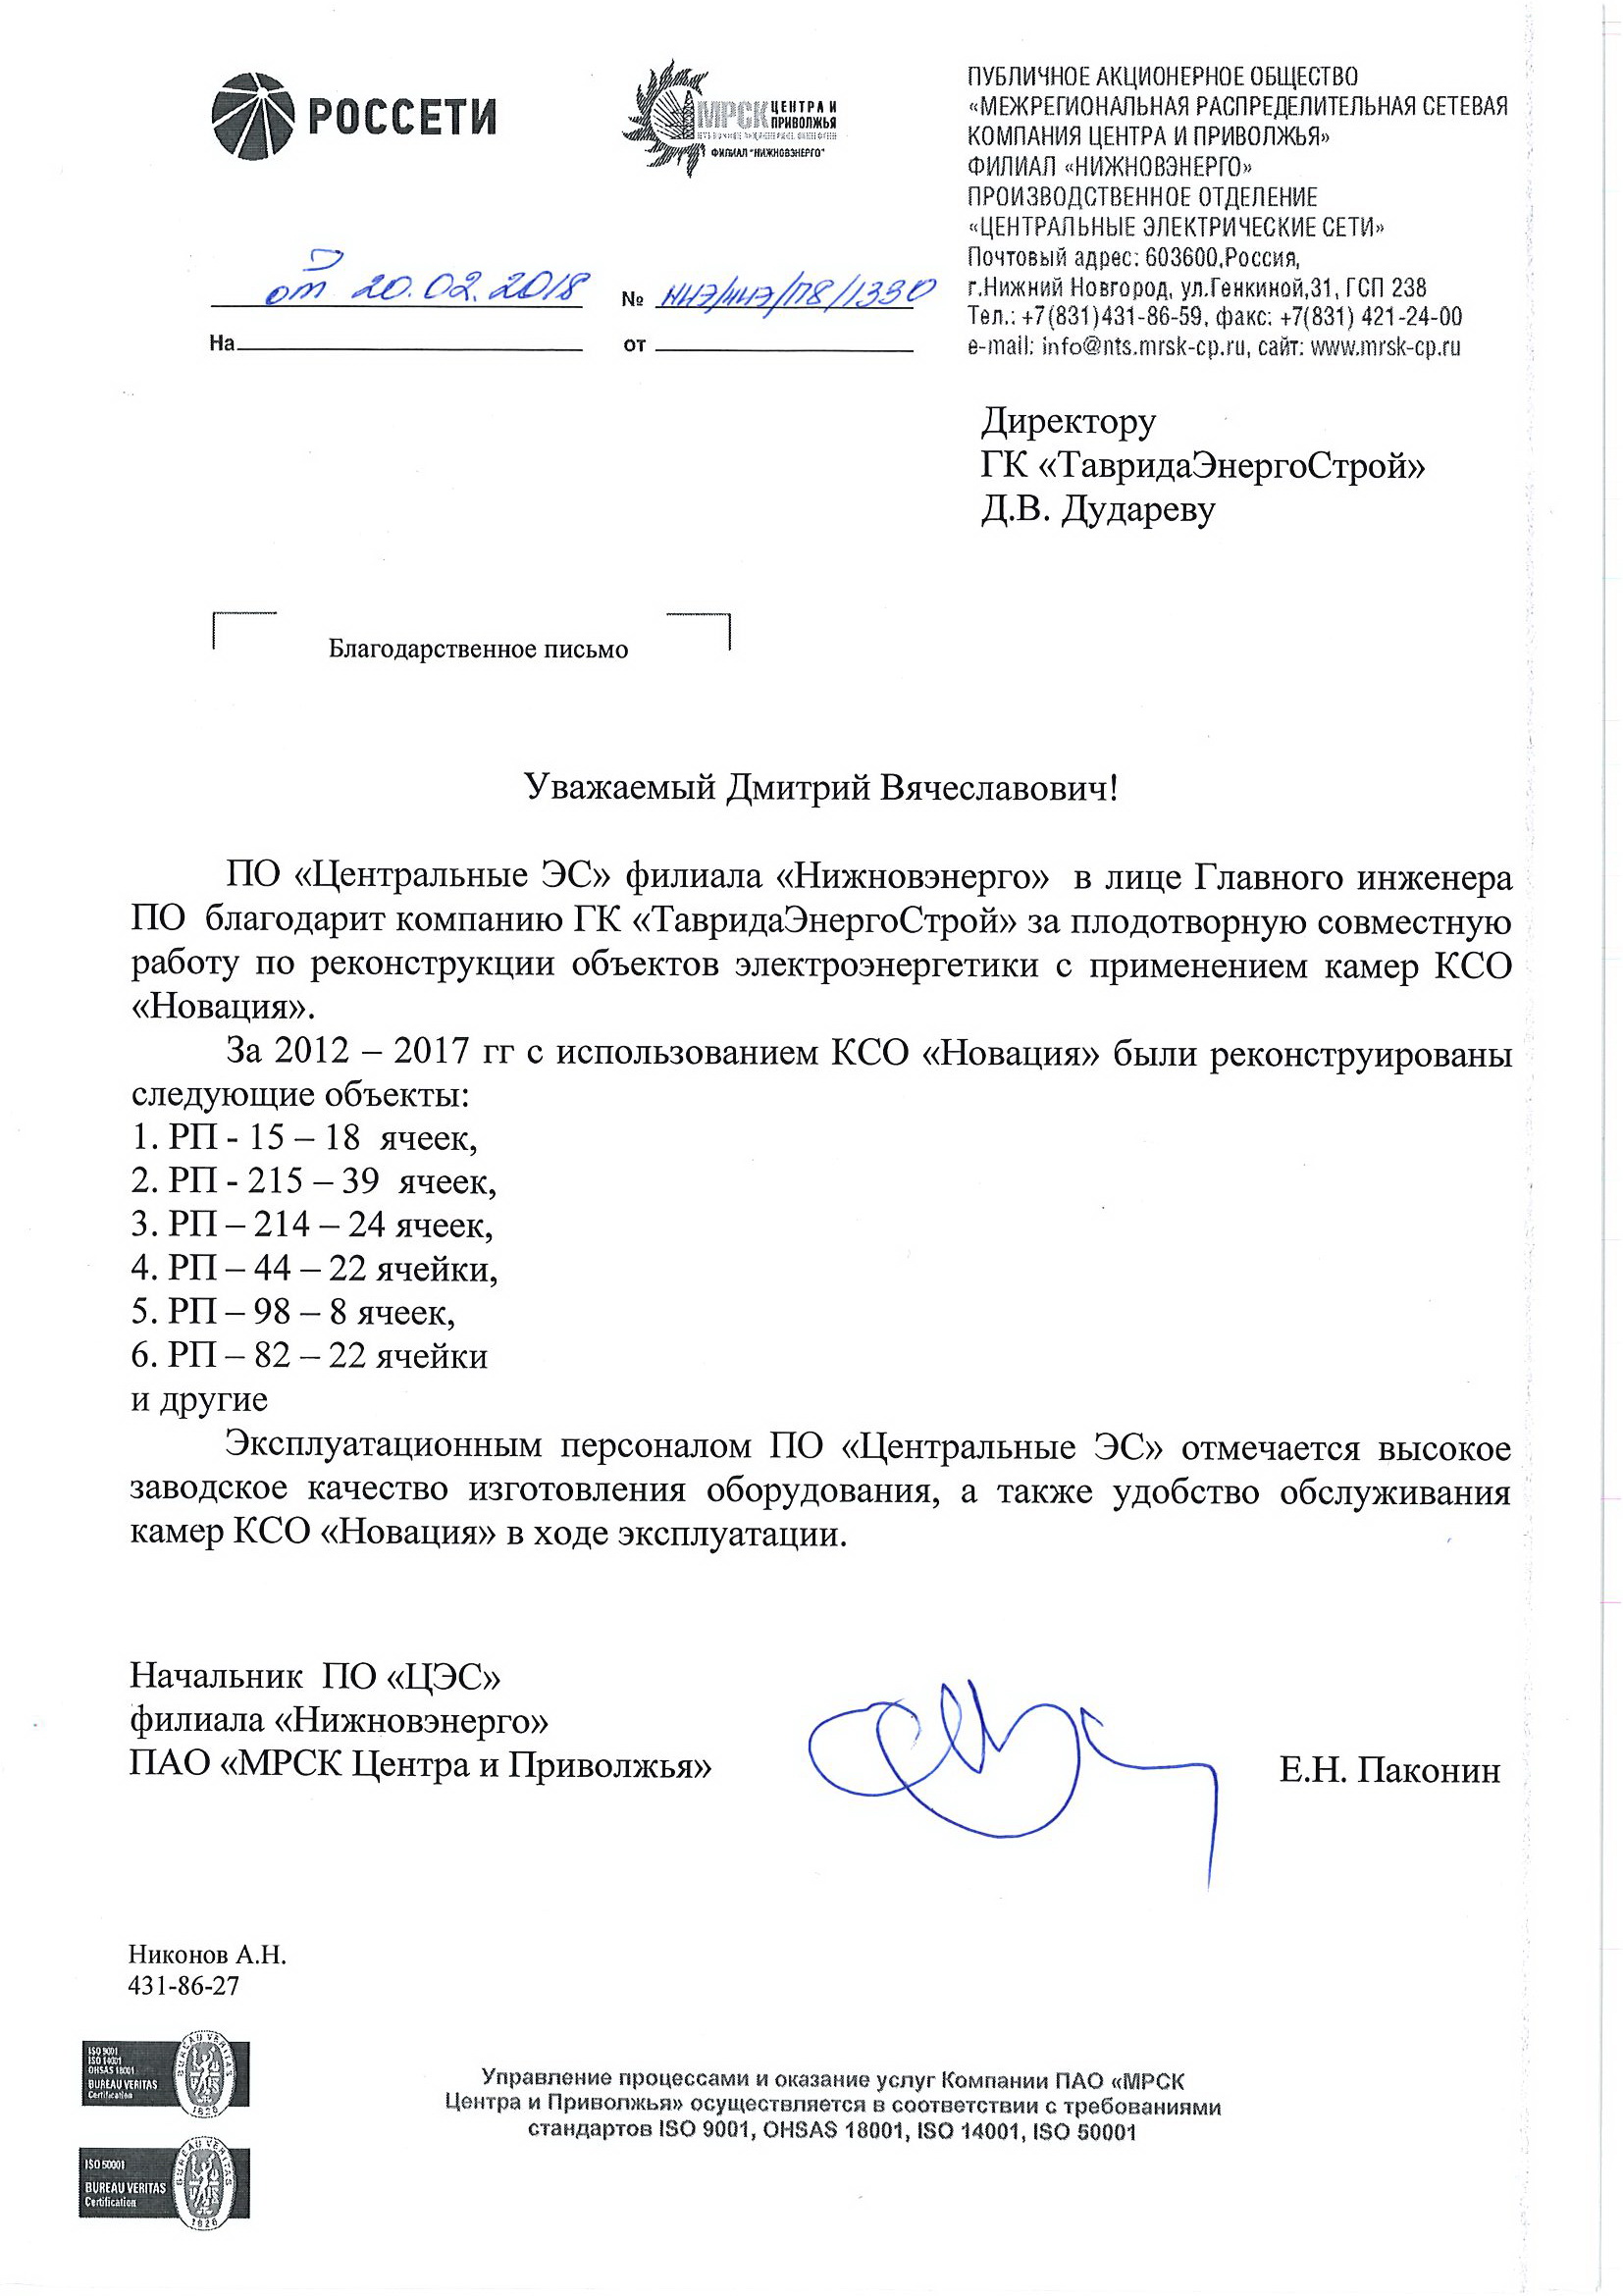 РОССЕТИ
МРСК ЦЕНТРА И
ПРИВОЛЖЬЯ
ФИЛИАЛ "НИЖНОВЭНЕРГО"
ПУБЛИЧНОЕ АКЦИОНЕРНОЕ ОБЩЕСТВО
«МЕЖРЕГИОНАЛЬНАЯ РАСПРЕДЕЛИТЕЛЬНАЯ СЕТЕВАЯ
КОМПАНИЯ ЦЕНТРА И ПРИВОЛЖЬЯ»
ФИЛИАЛ «НИЖНОВЭНЕРГО»
ПРОИЗВОДСТВЕННОЕ ОТДЕЛЕНИЕ
«ЦЕНТРАЛЬНЫЕ ЭЛЕКТРИЧЕСКИЕ СЕТИ»
Почтовый адрес: 603600,Россия,
г.Нижний Новгород, ул.Генкиной,31, ГСП 238
Тел.: +7(831)431-86-59, факс: +7(831) 421-24-00
e-mail: info@nts.mrsk-cp.ru, сайт: www.mrsk-cp.ru
от 20.02.2018 №
На от
Директору
ГК «ТавридаЭнергоСтрой»
Д.В. Дудареву
Благодарственное письмо
Уважаемый Дмитрий Вячеславович!
ПО «Центральные ЭС» филиала «Нижновэнерго» в лице Главного инженера
ПО благодарит компанию ГК «ТавридаЭнергоСтрой» за плодотворную совместную
работу по реконструкции объектов электроэнергетики с применением камер КСО
«Новация».
За 2012 – 2017 гг с использованием КСО «Новация» были реконструированы
следующие объекты:
1. РП - 15 – 18 ячеек,
2. РП - 215 – 39 ячеек,
3. РП – 214 – 24 ячеек,
4. РП – 44 – 22 ячейки,
5. РП – 98 – 8 ячеек,
6. РП – 82 – 22 ячейки
и другие
Эксплуатационным персоналом ПО «Центральные ЭС» отмечается высокое
заводское качество изготовления оборудования, а также удобство обслуживания
камер КСО «Новация» в ходе эксплуатации.
Начальник ПО «ЦЭС»
филиала «Нижновэнерго»
ПАО «МРСК Центра и Приволжья»
Е.Н. Паконин
Никонов А.Н.
431-86-27
ISO 9001
ISO 14001
OHSAS 18001
BUREAU VERITAS
Certification
BUREAU VERITAS
1828
Управление процессами и оказание услуг Компании ПАО «МРСК
Центра и Приволжья» осуществляется в соответствии с требованиями
стандартов ISO 9001, OHSAS 18001, ISO 14001, ISO 50001
ISO 50001
BUREAU VERITAS
Certification
BUREAU VERITAS
1828